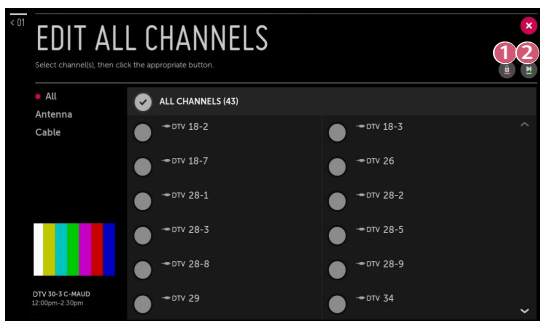 < 01
EDIT ALL CHANNELS
Select channel(s), then click the appropriate button.
1 2
All
Antenna
Cable
ALL CHANNELS (43)
DTV 18-2
DTV 18-3
DTV 18-7
DTV 26
DTV 28-1
DTV 28-2
DTV 28-3
DTV 28-5
DTV 28-8
DTV 28-9
DTV 29
DTV 34
DTV 30-3 C-MAUD
12:00pm-2:30pm